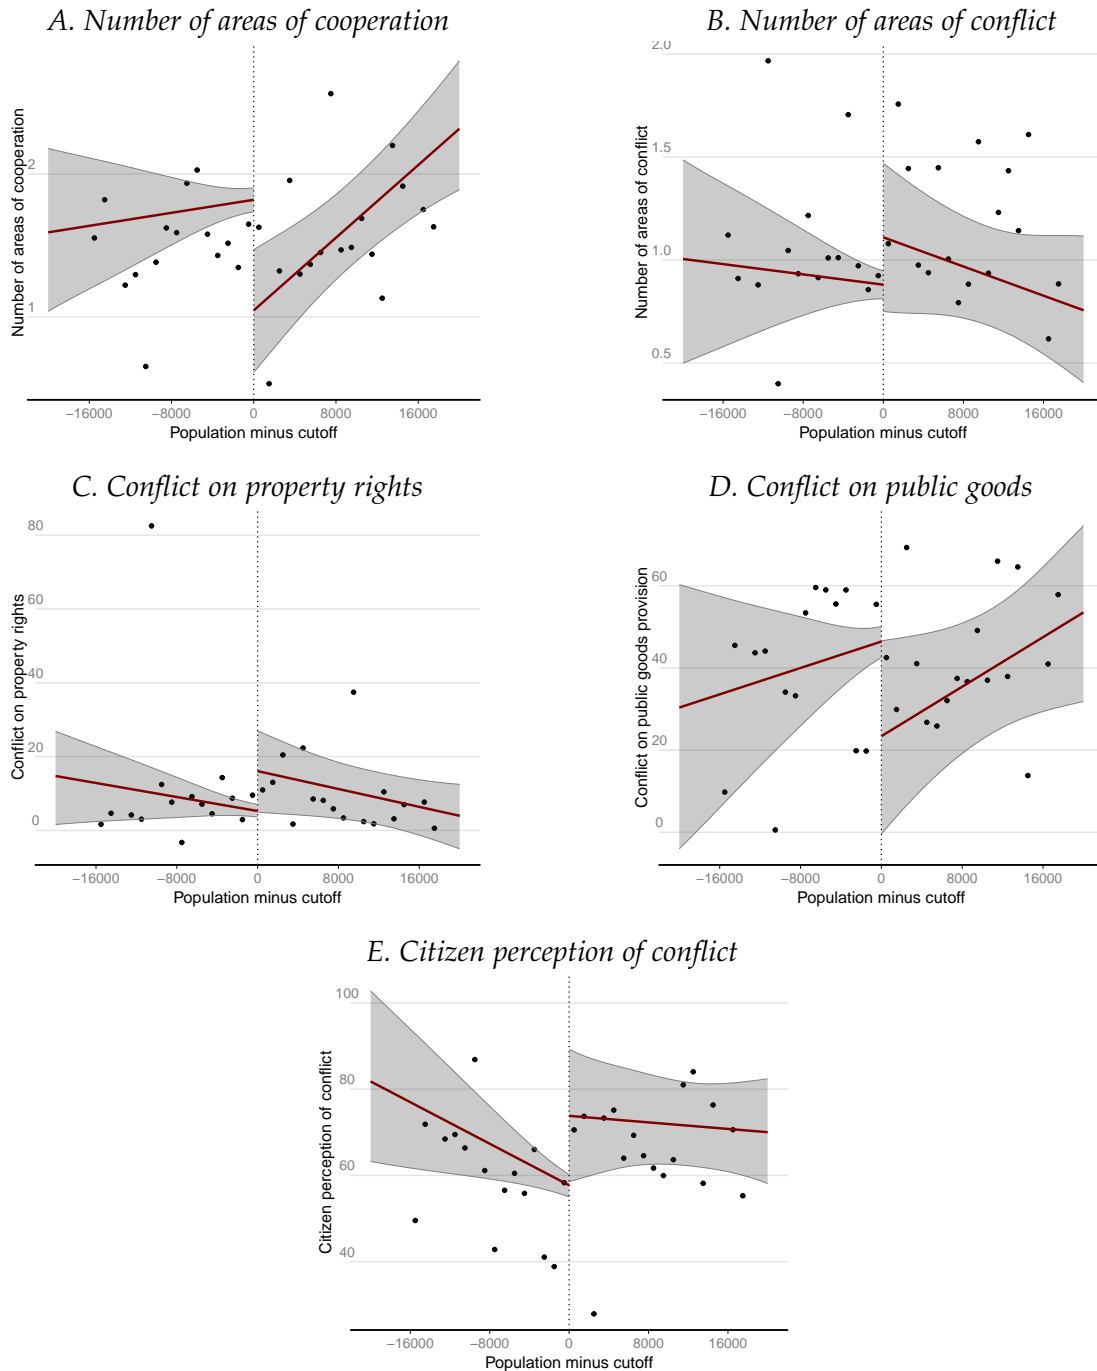 A. Number of areas of cooperation
Number of areas of cooperation
2
1
−16000 −8000 0 8000 16000
Population minus cutoff
B. Number of areas of conflict
Number of areas of conflict
2.0
1.5
1.0
0.5
−16000 −8000 0 8000 16000
Population minus cutoff
C. Conflict on property rights
Conflict on property rights
80
60
40
20
0
−16000 −8000 0 8000 16000
Population minus cutoff
D. Conflict on public goods
Conflict on public goods provision
60
40
20
0
−16000 −8000 0 8000 16000
Population minus cutoff
E. Citizen perception of conflict
Citizen perception of conflict
100
80
60
40
−16000 −8000 0 8000 16000
Population minus cutoff